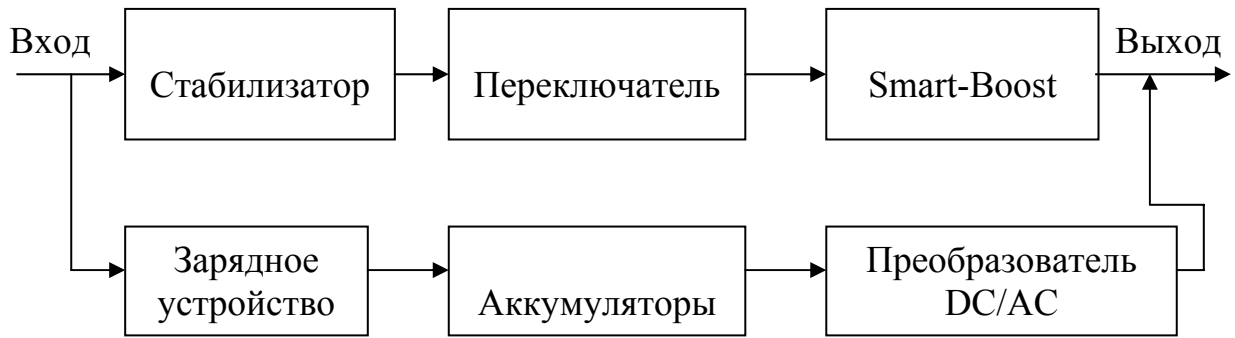 Вход
Стабилизатор
Переключатель
Smart-Boost
Выход
Зарядное
устройство
Аккумуляторы
Преобразователь
DC/AC